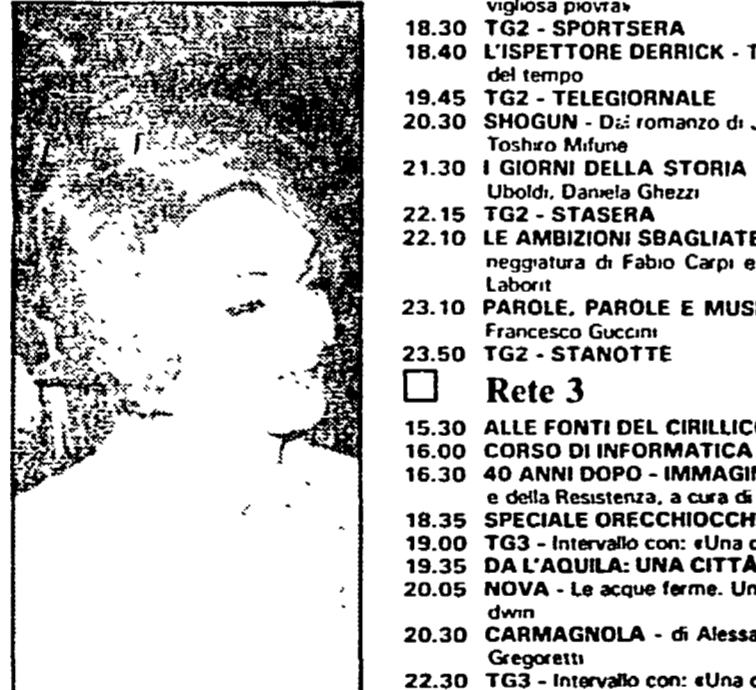 vigliosa piovra»
18.30 TG2 - SPORTSERA
18.40 L'ISPETTORE DERRICK -
del tempo
19.45 TG2 - TELEGIORNALE
20.30 SHOGUN - Dal romanzo di
Toshiro Mifune
21.30 I GIORNI DELLA STORIA
Uboldi, Daniela Ghezzi
22.15 TG2 - STASERA
22.10 LE AMBIZIONI SBAGLIATE
neggiatura di Fabio Carpi e
Laborit
23.10 PAROLE, PAROLE E MUSI
Francesco Guccini
23.50 TG2 - STANOTTE
Rete 3
15.30 ALLE FONTI DEL CIRILLICO
16.00 CORSO DI INFORMATICA
16.30 40 ANNI DOPO - IMMAGIN
e della Resistenza, a cura di
18.35 SPECIALE ORECCHIOCCH
19.00 TG3 - Intervallo con: «Una
19.35 DA L'AQUILA: UNA CITTÀ
20.05 NOVA - Le acque ferme. Un
dwin
20.30 CARMAGNOLA - di Alessa
Gregoretti
22.30 TG3 - Intervallo con: «Una